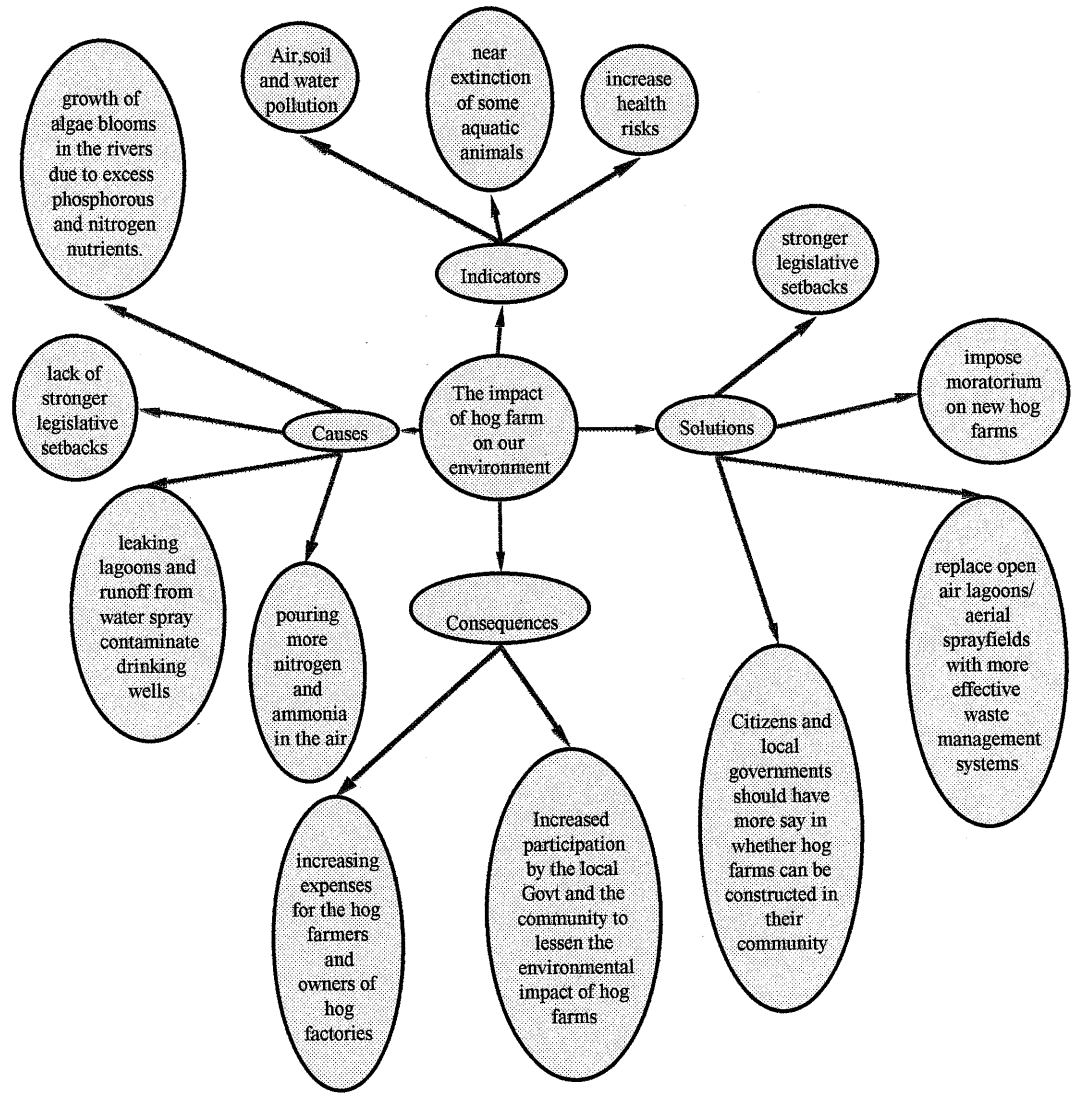 growth of
algae blooms
in the rivers
due to excess
phosphorous
and nitrogen
nutrients.
Air,soil
and water
pollution
near
extinction
of some
aquatic
animals
increase
health
risks
Indicators
stronger
legislative
setbacks
lack of
stronger
legislative
setbacks
Causes
The impact
of hog farm
on our
environment
Solutions
impose
moratorium
on new hog
farms
leaking
lagoons and
runoff from
water spray
contaminate
drinking
wells
pouring
more
nitrogen
and
ammonia
in the air
Consequences
replace open
air lagoons/
aerial
sprayfields
with more
effective
waste
management
systems
increasing
expenses
for the hog
farmers
and
owners of
hog
factories
Increased
participation
by the local
Govt and the
community to
lessen the
environmental
impact of hog
farms
Citizens and
local
governments
should have
more say in
whether hog
farms can be
constructed in
their
community